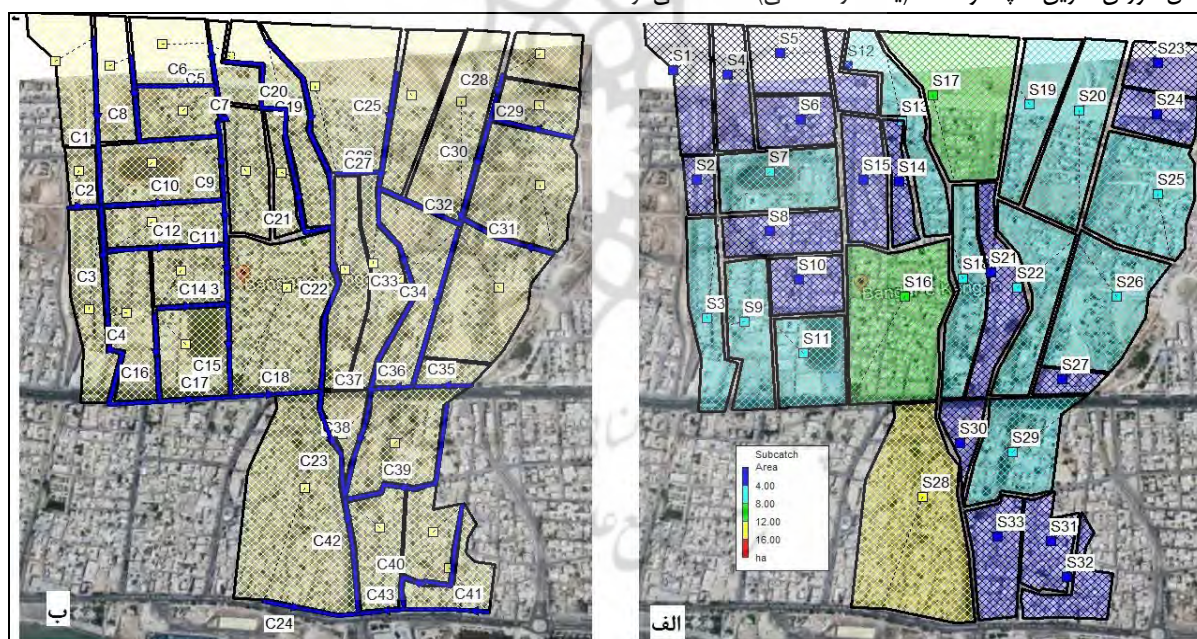 C6
C5
C8
C7
C20
C19
C25
C28
C29
C1
C27
C30
C2
C10
C9
C32
C21
C12
C11
C31
C3
C14
C22
C33
C34
C4
C15
C16
C17
C18
C37
C36
C35
C38
C23
C39
C42
C40
C41
C43
C24
ب
S23
S5
S12
S1
S4
S17
S19
S20
S24
S6
S13
S7
S15
S14
S2
S25
S8
S10
S18
S21
S22
S26
S16
S3
S9
S11
S27
S30
S29
S28
S33
S31
S32
Subcatch
Area
4.00
8.00
12.00
16.00
ha
الف